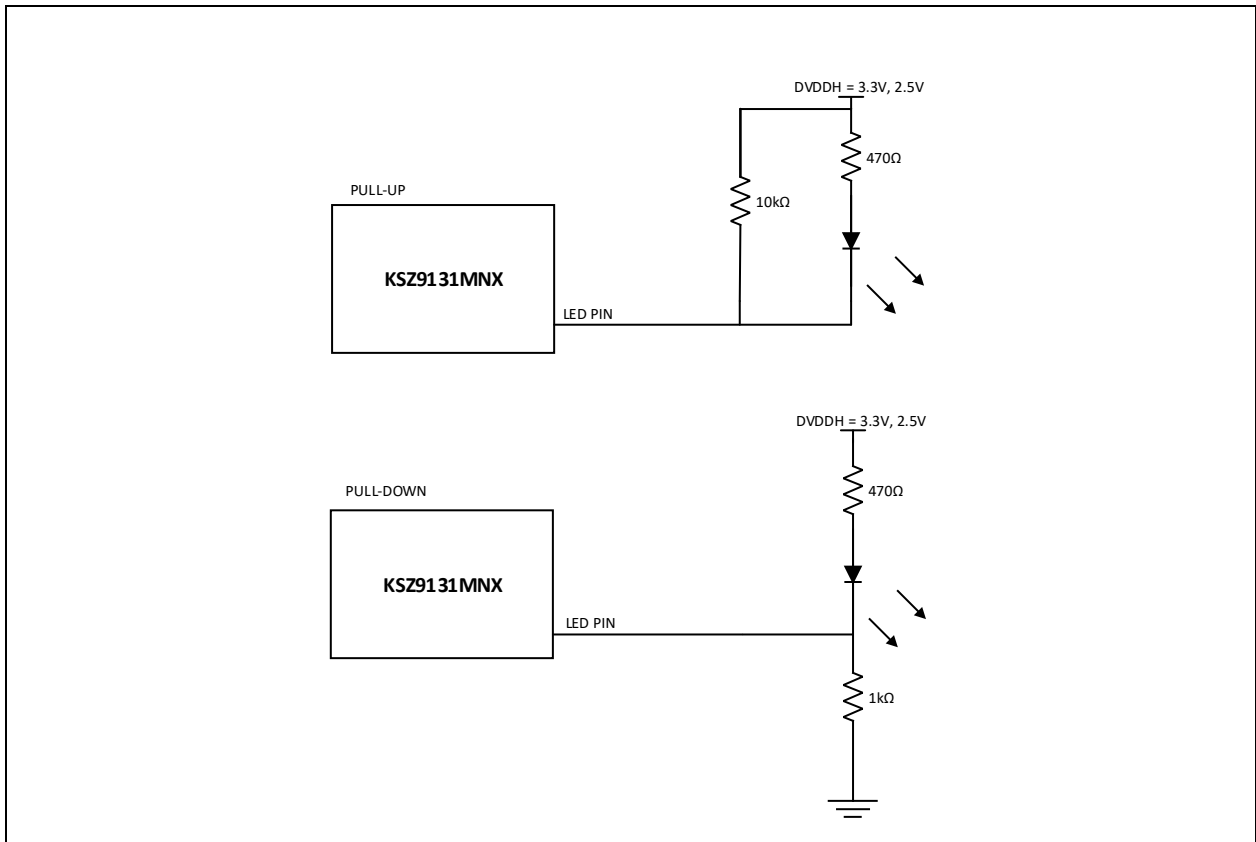 DVDDH = 3.3V, 2.5V
470Ω
PULL-UP
10kΩ
KSZ9131MNX
LED PIN
DVDDH = 3.3V, 2.5V
470Ω
PULL-DOWN
KSZ9131MNX
LED PIN
1kΩ